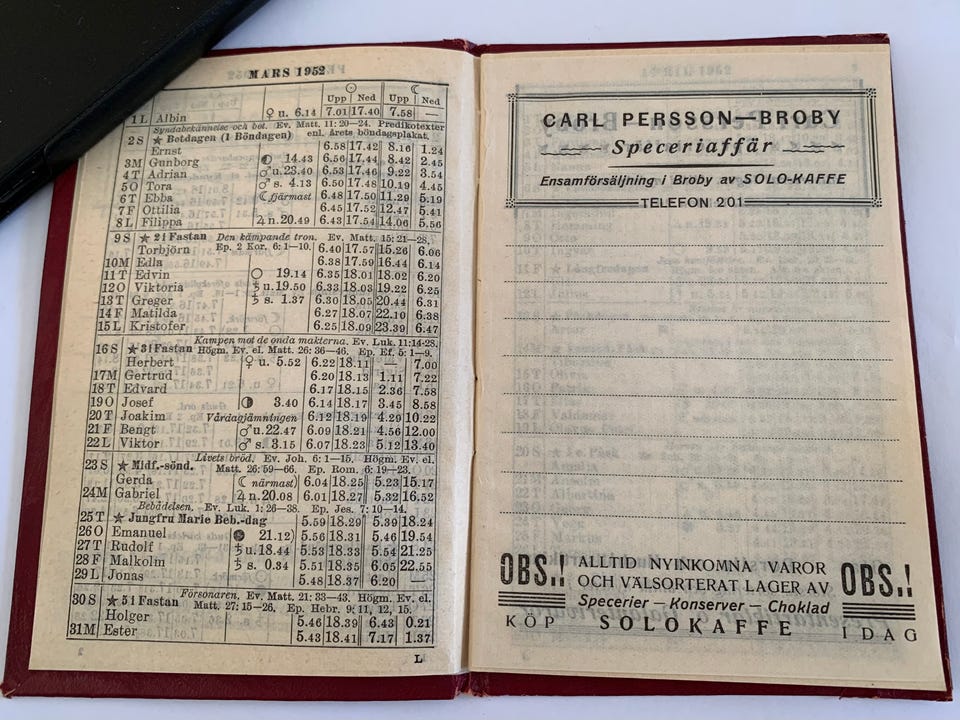 MARS 1952
Upp Ned Upp Ned
1 L Albin ♀ u. 6.14 7.01 17.40 7.58 —
Syndabekännelse och bot. Ev. Matt. 11: 20—24. Predikotexter
2 S ★ Botdagen (1 Böndagen) enl. årets böndagsplakat.
Ernst 6.58 17.42 8.16 1.24
3 M Gunborg 14.43 6.56 17.44 8.42 2.45
4 T Adrian ♂ u. 23.40 6.53 17.46 9.22 3.54
5 O Tora ♂ s. 4.13 6.50 17.48 10.19 4.45
6 T Ebba ☾ fjärmast 6.48 17.50 11.29 5.19
7 F Ottilia 6.45 17.52 12.47 5.41
8 L Filippa ♃ n. 20.49 6.43 17.54 14.06 5.56
9 S ★ 2 i Fastan Den kämpande tron. Ev. Matt. 15: 21—28.
Torbjörn Ep. 2 Kor. 6: 1—10. 6.40 17.57 15.26 6.06
10 M Edla 6.38 17.59 16.44 6.14
11 T Edvin 19.14 6.35 18.01 18.02 6.20
12 O Viktoria ♄ u. 19.50 6.33 18.03 19.22 6.25
13 T Greger ♄ s. 1.37 6.30 18.05 20.44 6.31
14 F Matilda 6.27 18.07 22.10 6.38
15 L Kristofer 6.25 18.09 23.39 6.47
Kampen mot de onda makterna. Ev. Luk. 11: 14-28.
16 S ★ 3 i Fastan Högm. Ev. el. Matt. 26: 36—46. Ep. Ef. 5: 1—9.
Herbert ♀ u. 5.52 6.22 18.11 — 7.00
17 M Gertrud 6.20 18.13 1.11 7.22
18 T Edvard 6.17 18.15 2.36 7.58
19 O Josef 3.40 6.14 18.17 3.45 8.58
20 T Joakim Vårdagjämningen 6.12 18.19 4.29 10.22
21 F Bengt ♂ u. 22.47 6.09 18.21 4.56 12.00
22 L Viktor ♂ s. 3.15 6.07 18.23 5.12 13.40
Livets bröd. Ev. Joh. 6: 1—15. Högm. Ev. el.
23 S ★ Midf.-sönd. Matt. 26: 59—66. Ep. Rom. 6: 19—23.
Gerda ☾ närmast) 6.04 18.25 5.23 15.17
24 M Gabriel ♃ n. 20.08 6.01 18.27 5.32 16.52
Bebådelsen. Ev. Luk. 1: 26—38. Ep. Jes. 7: 10—14.
25 T ★ Jungfru Marie Beb.-dag 5.59 18.29 5.39 18.24
26 O Emanuel 21.12) 5.56 18.31 5.46 19.54
27 T Rudolf ♄ u. 18.44 5.53 18.33 5.54 21.25
28 F Malkolm ♄ s. 0.34 5.51 18.35 6.05 22.55
29 L Jonas 5.48 18.37 6.20 —
Försonaren. Ev. Matt. 21: 33—43. Högm. Ev. el.
30 S ★ 5 i Fastan Matt. 27: 15—26. Ep. Hebr. 9: 11, 12, 15.
Holger 5.46 18.39 6.43 0.21
31 M Ester 5.43 18.41 7.17 1.37
L
CARL PERSSON—BROBY
Speceriaffär
Ensamförsäljning i Broby av SOLO-KAFFE
TELEFON 201
OBS.! ALLTID NYINKOMNA VAROR OBS.!
OCH VÄLSORTERAT LAGER AV
Specerier — Konserver — Choklad
KÖP SOLOKAFFE IDAG